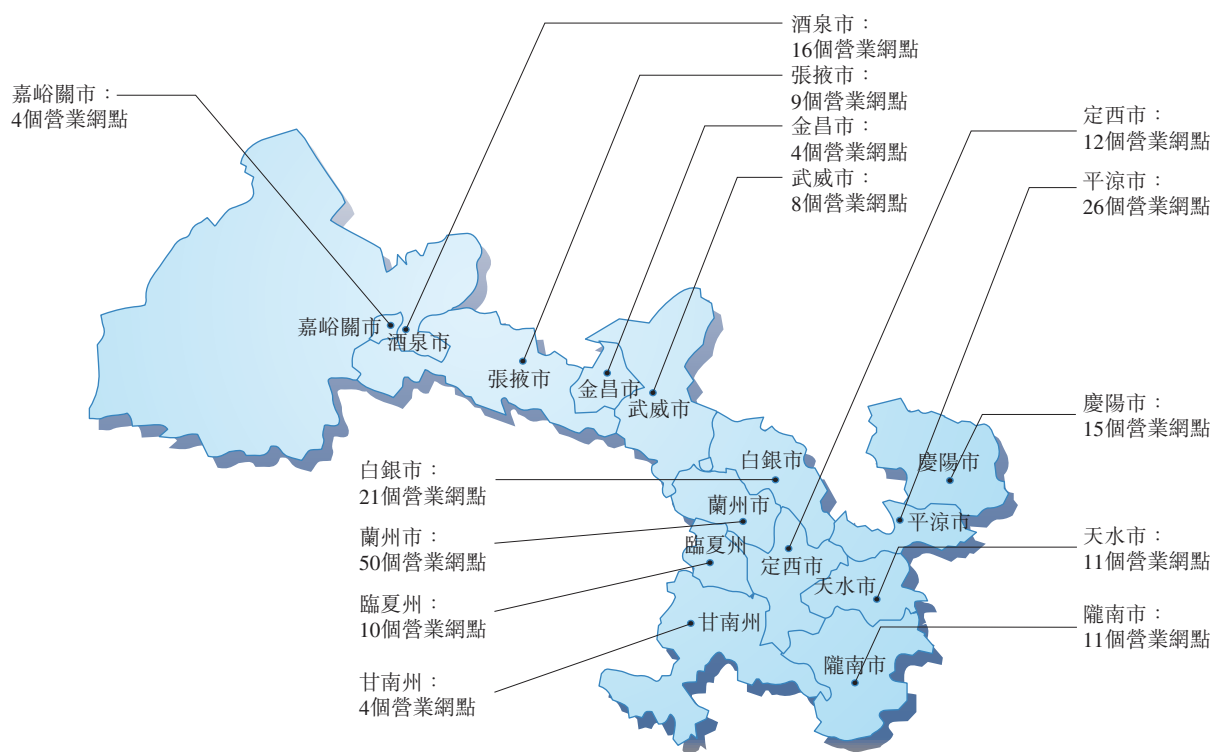 酒泉市：
16個營業網點
張掖市：
9個營業網點
金昌市：
4個營業網點
武威市：
8個營業網點
嘉峪關市：
4個營業網點
定西市：
12個營業網點
平涼市：
26個營業網點
慶陽市：
15個營業網點
天水市：
11個營業網點
隴南市：
11個營業網點
白銀市：
21個營業網點
蘭州市：
50個營業網點
臨夏州：
10個營業網點
甘南州：
4個營業網點
嘉峪關市
酒泉市
張掖市
金昌市
武威市
白銀市
慶陽市
蘭州市
平涼市
臨夏州
定西市
天水市
甘南州
隴南市